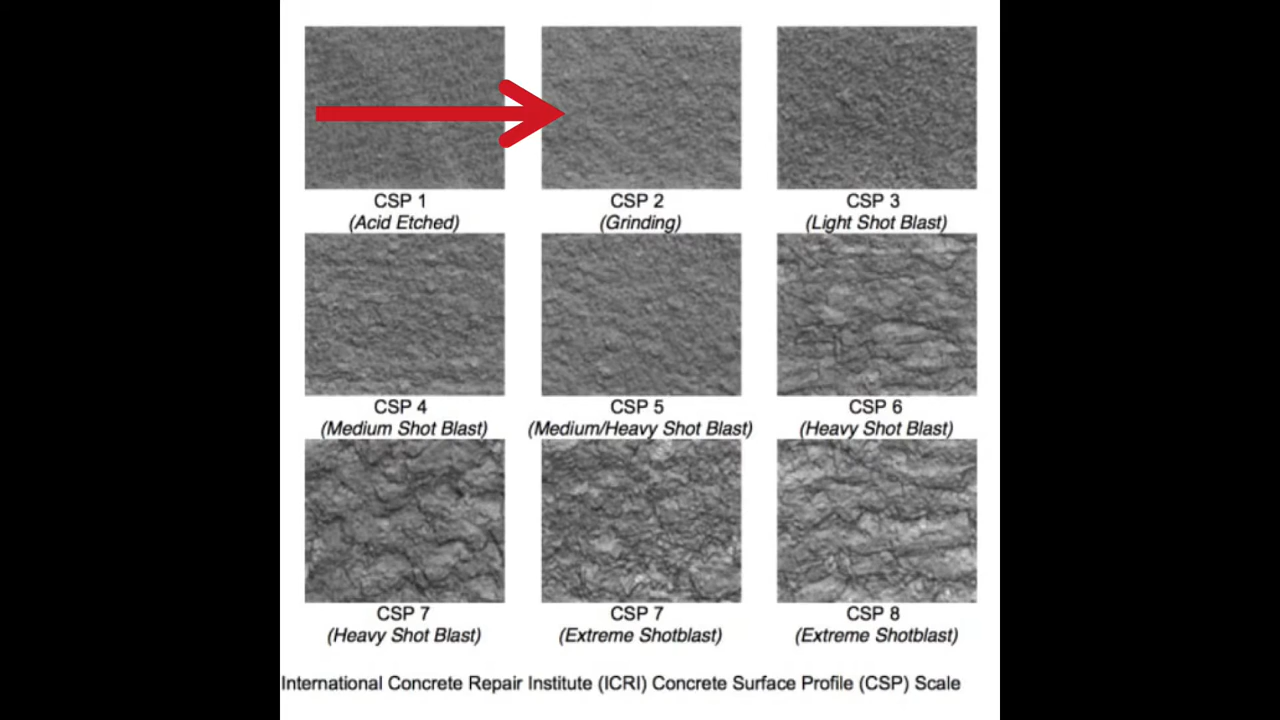 CSP 1
(Acid Etched)
CSP 2
(Grinding)
CSP 3
(Light Shot Blast)
CSP 4
(Medium Shot Blast)
CSP 5
(Medium/Heavy Shot Blast)
CSP 6
(Heavy Shot Blast)
CSP 7
(Heavy Shot Blast)
CSP 7
(Extreme Shotblast)
CSP 8
(Extreme Shotblast)
International Concrete Repair Institute (ICRI) Concrete Surface Profile (CSP) Scale